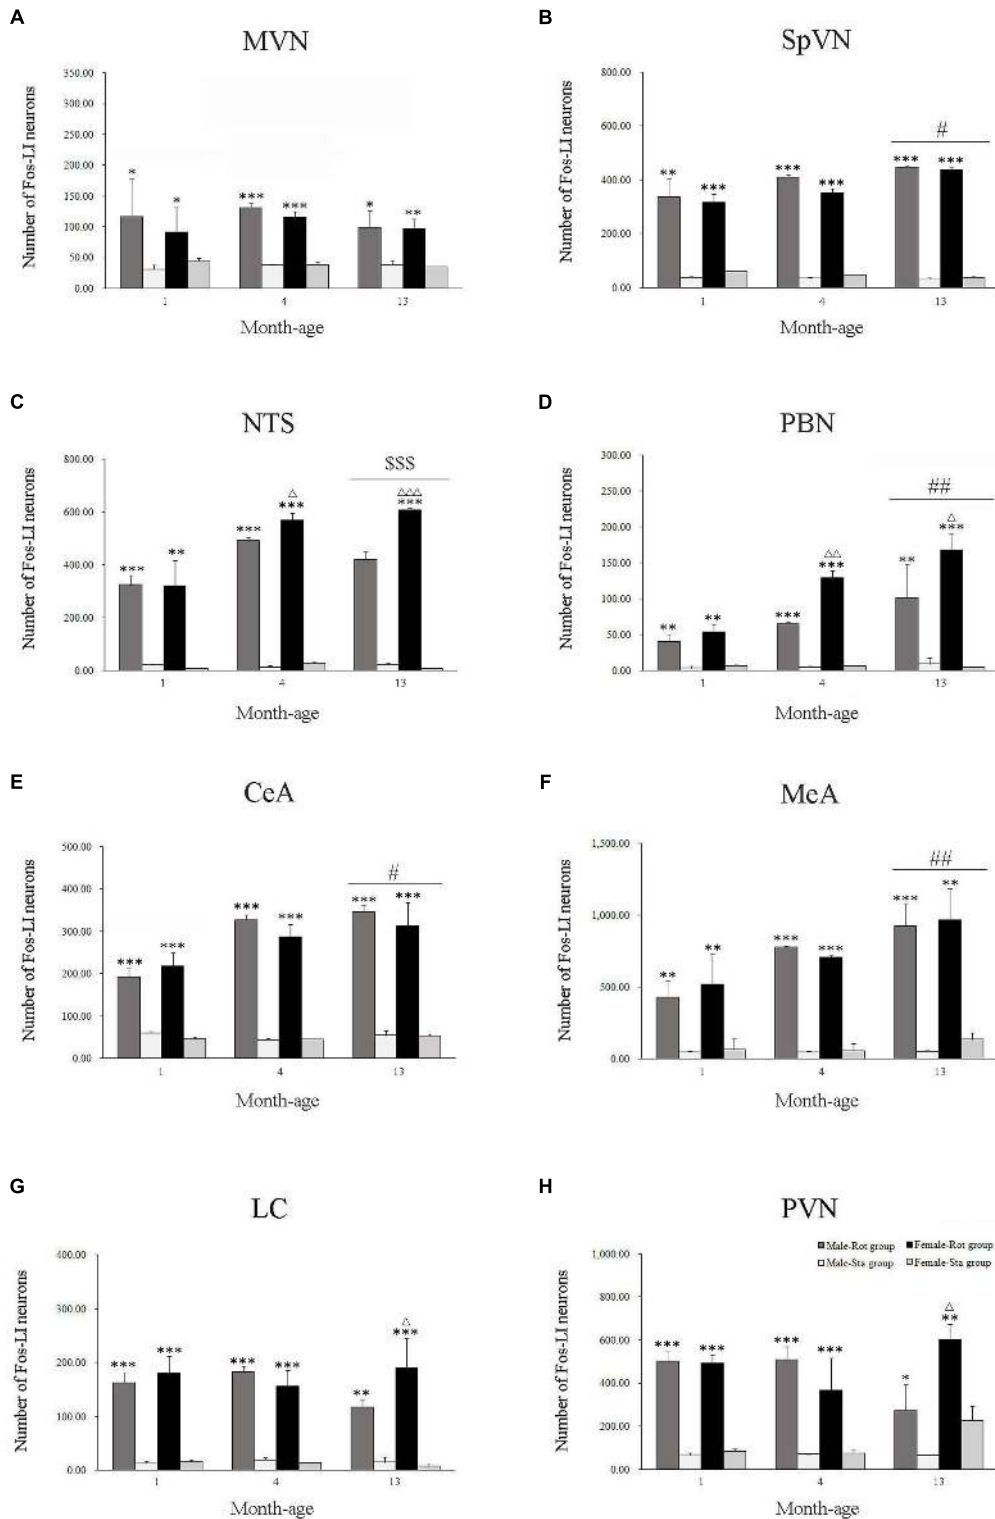 A
MVN
Number of Fos-LI neurons
350.00
300.00
250.00
200.00
150.00
100.00
50.00
0.00
* * *** *** * **
1 4 13
Month-age
B
SpVN
Number of Fos-LI neurons
800.00
600.00
400.00
200.00
0.00
#
** *** *** *** *** ***
1 4 13
Month-age
C
NTS
Number of Fos-LI neurons
800.00
600.00
400.00
200.00
0.00
$$$
△ △△△
*** ** *** *** ***
1 4 13
Month-age
D
PBN
Number of Fos-LI neurons
300.00
250.00
200.00
150.00
100.00
50.00
0.00
##
△△ △
** ** *** *** ** ***
1 4 13
Month-age
E
CeA
Number of Fos-LI neurons
500.00
400.00
300.00
200.00
100.00
00.00
#
*** *** *** *** *** ***
1 4 13
Month-age
F
MeA
Number of Fos-LI neurons
1,500.00
1,000.00
500.00
0.00
##
** ** *** *** *** **
1 4 13
Month-age
G
LC
Number of Fos-LI neurons
400.00
300.00
200.00
100.00
0.00
△
*** *** *** *** ** ***
1 4 13
Month-age
H
PVN
Number of Fos-LI neurons
Male-Rot group Female-Rot group
Male-Sta group Female-Sta group
1,000.00
800.00
600.00
400.00
200.00
00.00
△
*** *** *** *** * **
1 4 13
Month-age